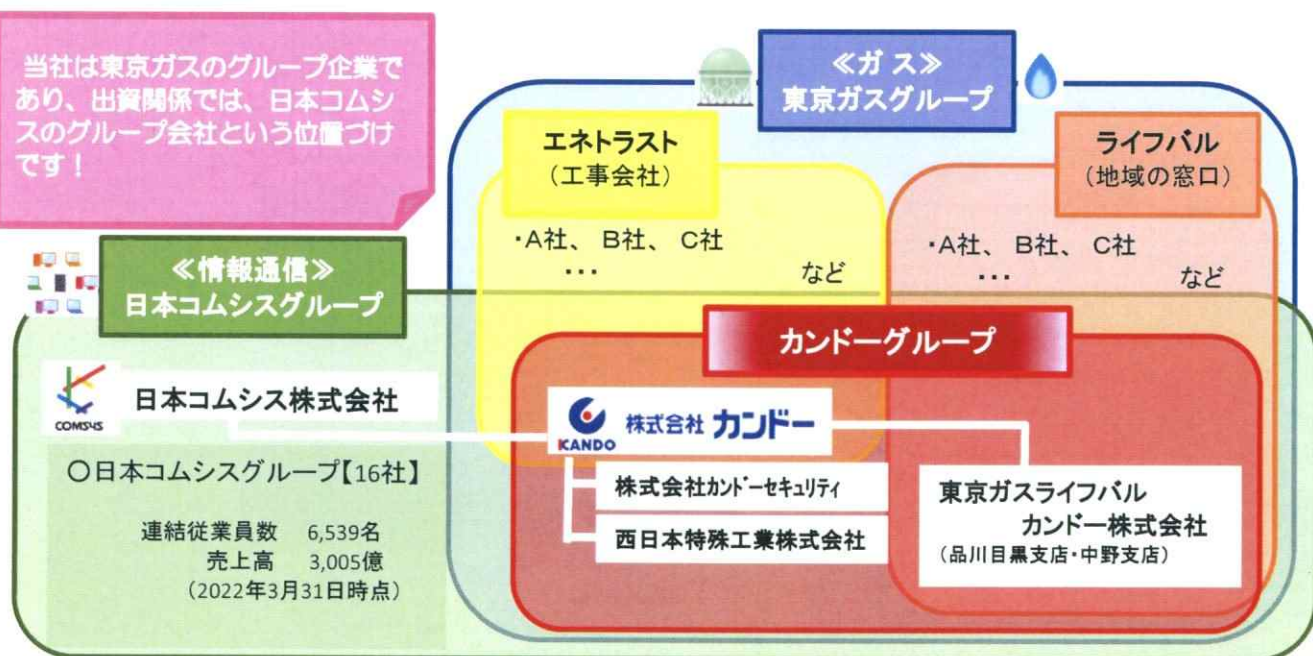 当社は東京ガスのグループ企業で
あり、出資関係では、日本コムシ
スのグループ会社という位置づけ
です！
≪ガス≫
東京ガスグループ
エネトラスト
（工事会社）
・A社、B社、C社
・・・ など
ライフバル
（地域の窓口）
・A社、B社、C社
・・・ など
≪情報通信≫
日本コムシスグループ
カンドーグループ
COMSYS
日本コムシス株式会社
KANDO
株式会社カンドー
〇日本コムシスグループ【16社】
連結従業員数 6,539名
売上高 3,005億
（2022年3月31日時点）
株式会社カンドーセキュリティ
西日本特殊工業株式会社
東京ガスライフバル
カンドー株式会社
（品川目黒支店・中野支店）